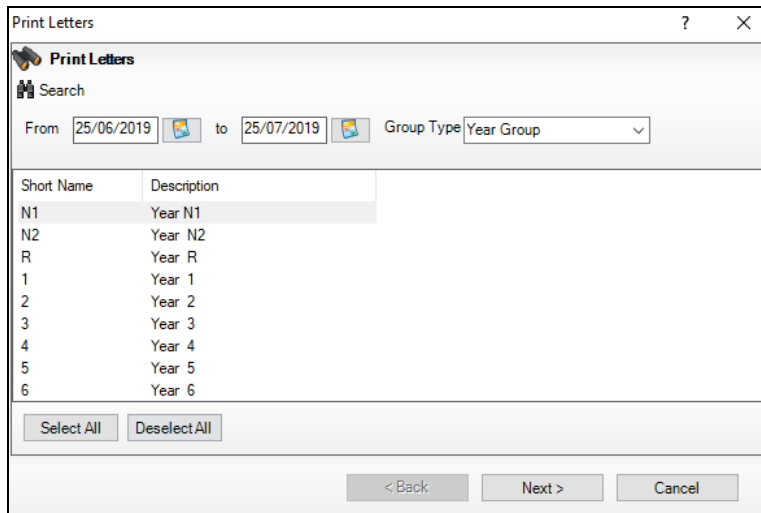 Print Letters ?
Print Letters
Search
From 25/06/2019 to 25/07/2019 Group Type Year Group
Short Name Description
N1 Year N1
N2 Year N2
R Year R
1 Year 1
2 Year 2
3 Year 3
4 Year 4
5 Year 5
6 Year 6
Select All Deselect All
< Back Next > Cancel